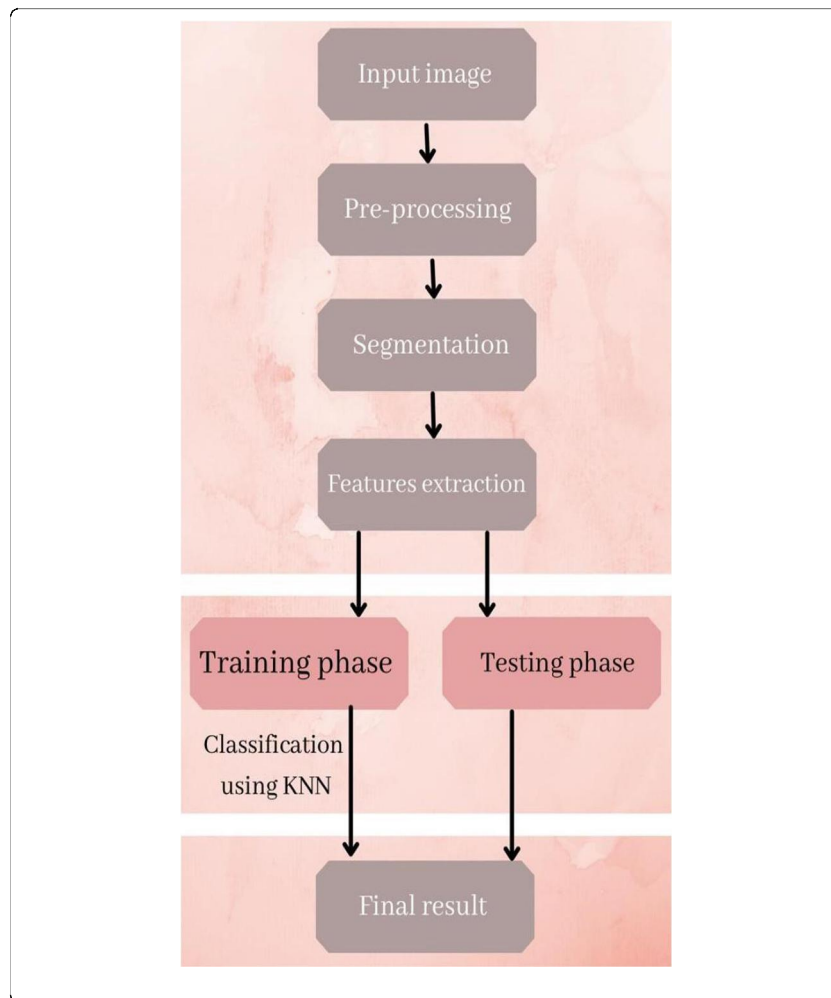 Input image
Pre-processing
Segmentation
Features extraction
Training phase
Testing phase
Classification
using KNN
Final result